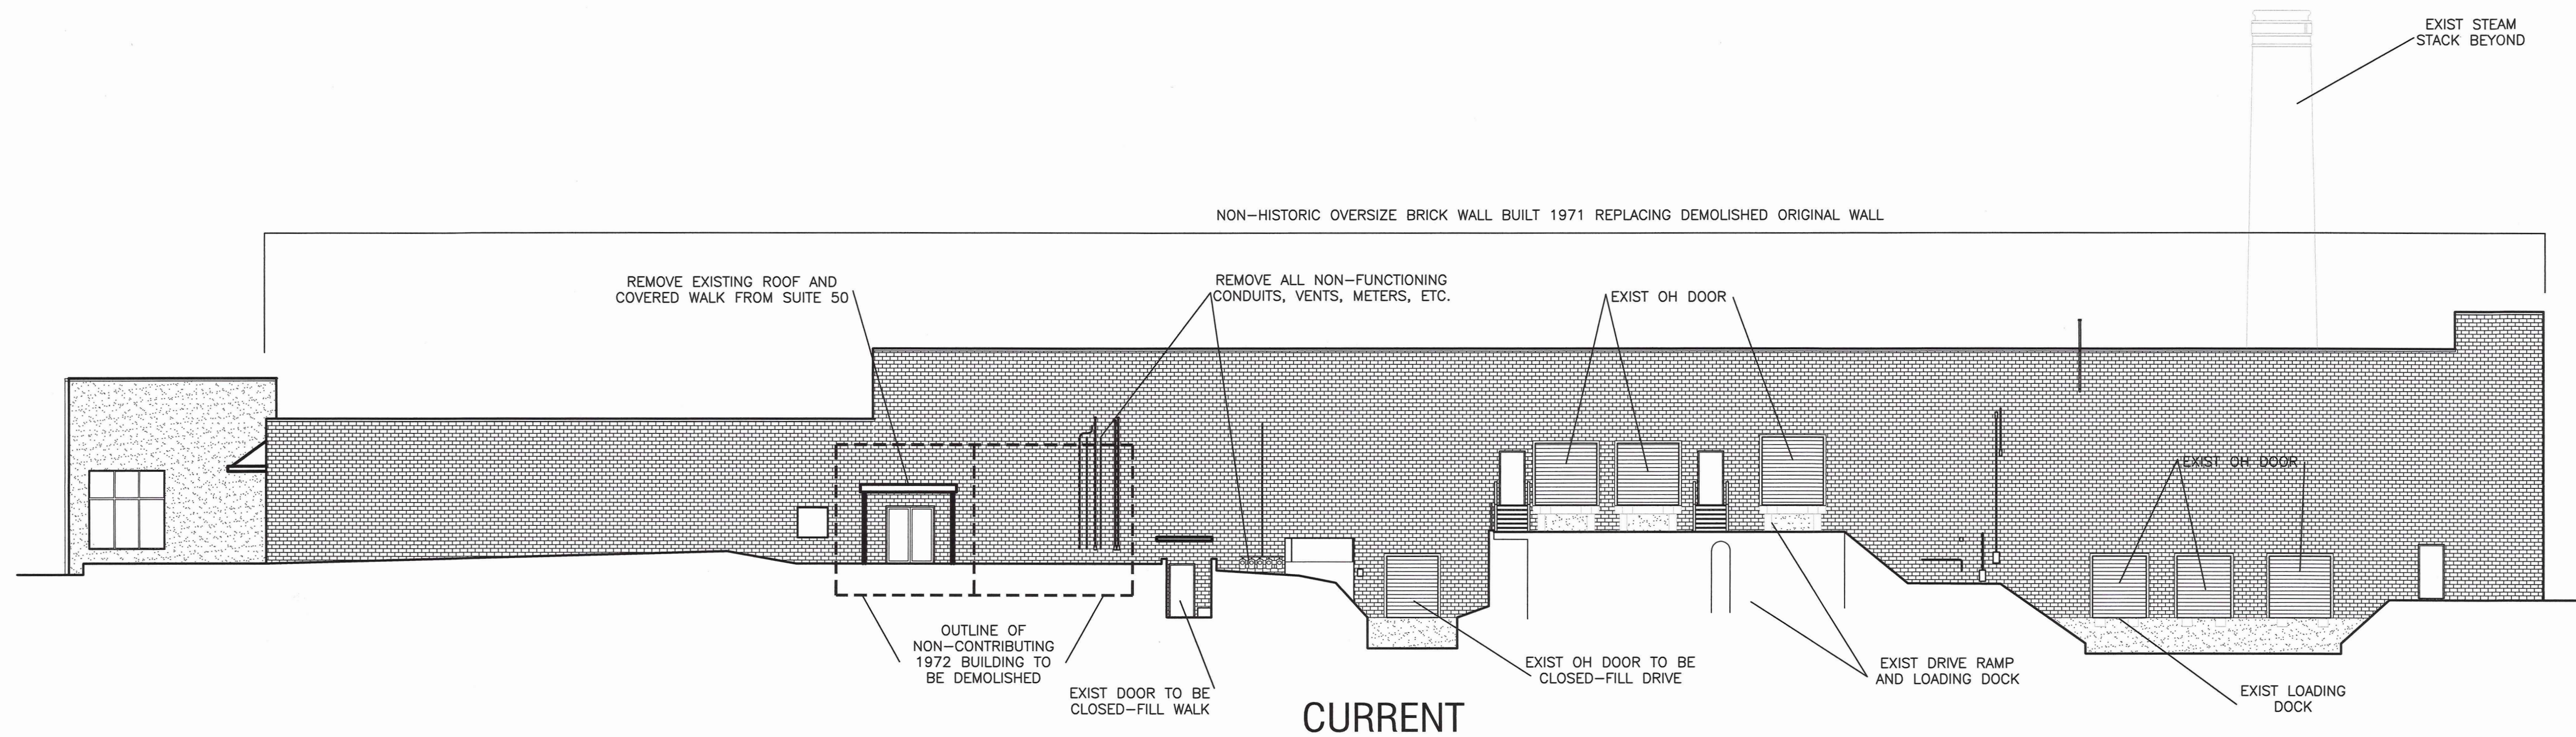 EXIST STEAM
STACK BEYOND
NON-HISTORIC OVERSIZE BRICK WALL BUILT 1971 REPLACING DEMOLISHED ORIGINAL WALL
REMOVE EXISTING ROOF AND
COVERED WALK FROM SUITE 50
REMOVE ALL NON-FUNCTIONING
CONDUITS, VENTS, METERS, ETC.
EXIST OH DOOR
EXIST OH DOOR
OUTLINE OF
NON-CONTRIBUTING
1972 BUILDING TO
BE DEMOLISHED
EXIST DOOR TO BE
CLOSED-FILL WALK
EXIST OH DOOR TO BE
CLOSED-FILL DRIVE
EXIST DRIVE RAMP
AND LOADING DOCK
EXIST LOADING
DOCK
CURRENT